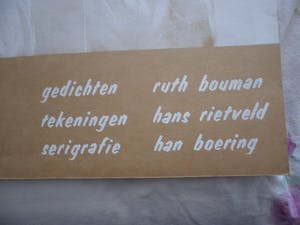 gedichten ruth bouman
tekeningen hans rietveld
serigrafie han boering